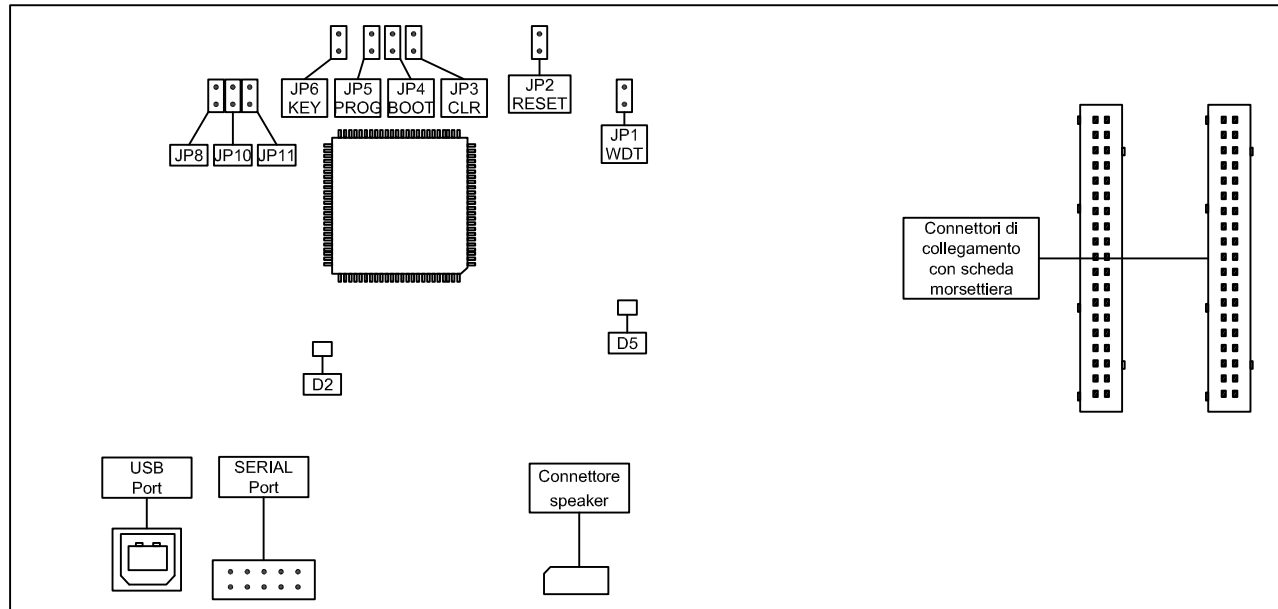 JP6
KEY
JP5
PROG
JP4
BOOT
JP3
CLR
JP2
RESET
JP1
WDT
JP8
JP10
JP11
Connettori di
collegamento
con scheda
morsettiera
D5
D2
USB
Port
SERIAL
Port
Connettore
speaker